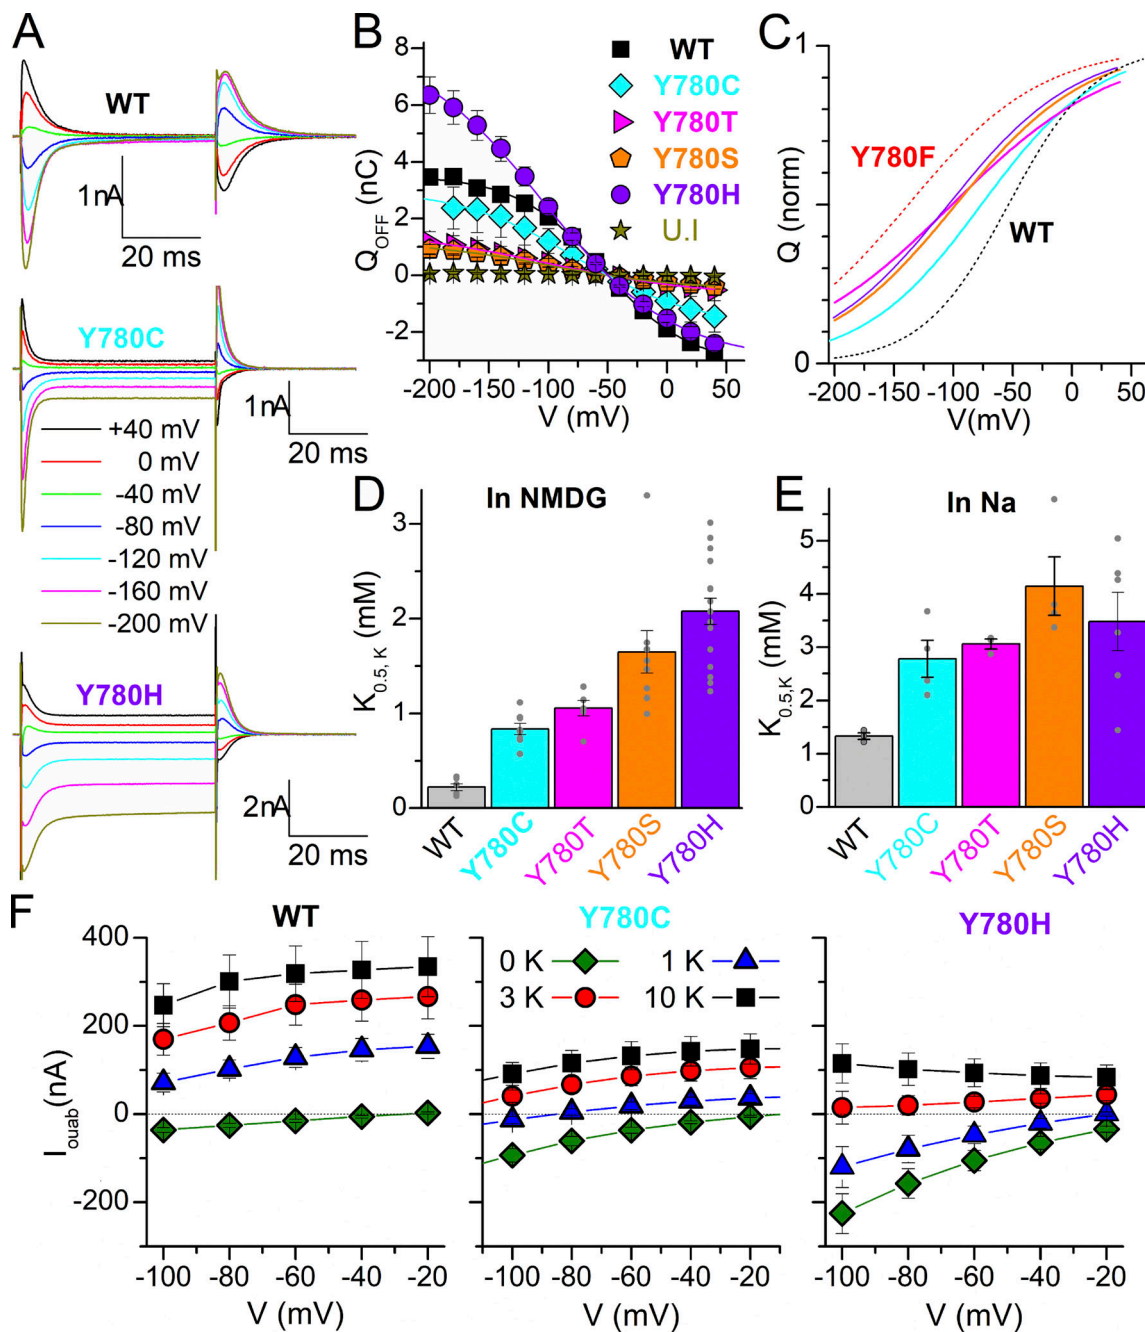 A
WT
1nA
20 ms
Y780C
1nA
20 ms
+40 mV
0 mV
-40 mV
-80 mV
-120 mV
-160 mV
-200 mV
Y780H
2nA
20 ms
B
8
6
4
2
0
-2
Q_OFF (nC)
-200 -150 -100 -50 0 50
V (mV)
WT
Y780C
Y780T
Y780S
Y780H
U.I
C
1
0
Q (norm)
Y780F
WT
-200 -150 -100 -50 0 50
V(mV)
D
In NMDG
3
2
1
0
K_0.5, K (mM)
WT
Y780C
Y780T
Y780S
Y780H
E
In Na
5
4
3
2
1
0
K_0.5,K (mM)
WT
Y780C
Y780T
Y780S
Y780H
F
WT
Y780C
Y780H
400
200
0
-200
I_ouab(nA)
0 K
1 K
3 K
10 K
-100 -80 -60 -40 -20
-100 -80 -60 -40 -20
-100 -80 -60 -40 -20
V (mV)
V (mV)
V (mV)